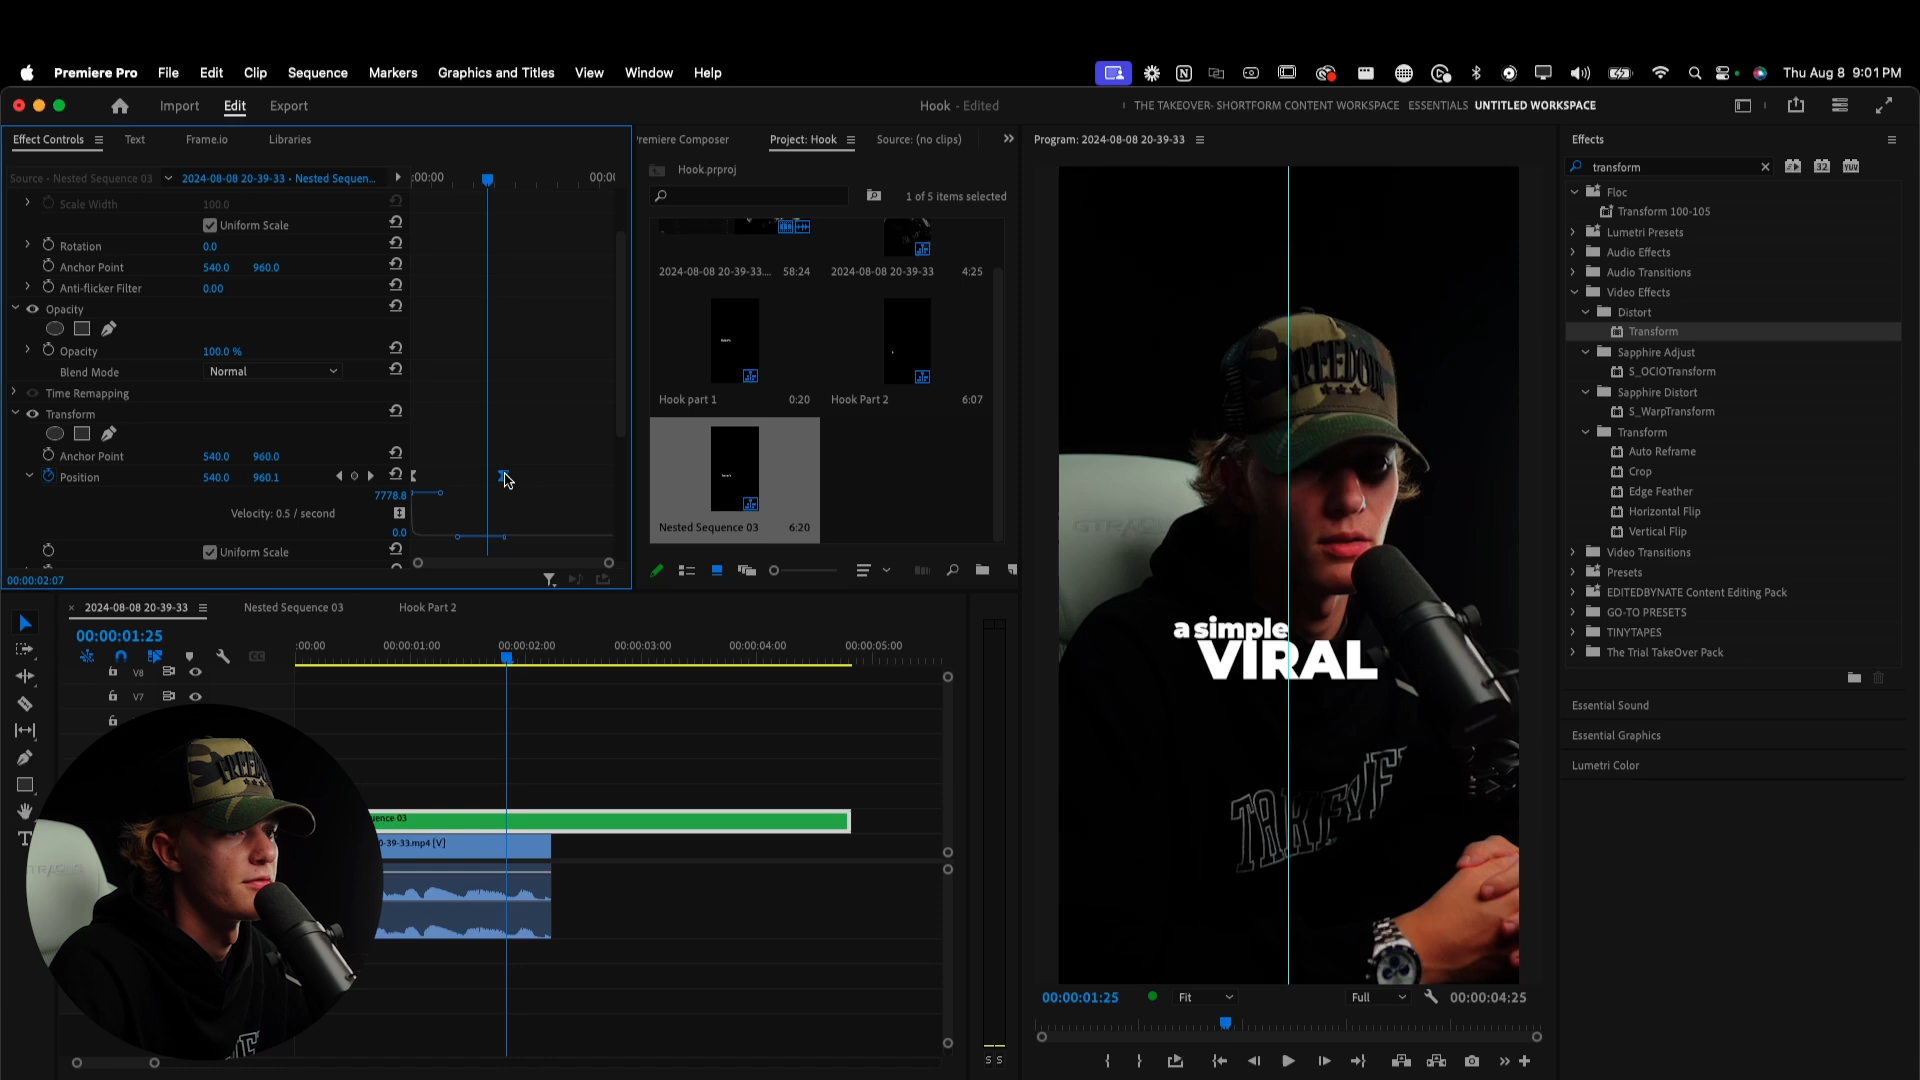 Premiere Pro File Edit Clip Sequence Markers Graphics and Titles View Window Help Thu Aug 8 9:01 PM
Import Edit Export Hook - Edited THE TAKEOVER- SHORTFORM CONTENT WORKSPACE ESSENTIALS UNTITLED WORKSPACE
Effect Controls Text Frame.io Libraries
Source • Nested Sequence 03 2024-08-08 20-39-33 • Nested Sequen... :00:00 00:00
Scale Width 100.0
Uniform Scale
Rotation 0.0
Anchor Point 540.0 960.0
Anti-flicker Filter 0.00
Opacity
Opacity 100.0 %
Blend Mode Normal
Time Remapping
Transform
Anchor Point 540.0 960.0
Position 540.0 960.1
7778.8
Velocity: 0.5 / second
0.0
Uniform Scale
00:00:02:07
Premiere Composer Project: Hook Source: (no clips)
Hook.prproj
1 of 5 items selected
2024-08-08 20-39-33.... 58:24 2024-08-08 20-39-33 4:25
Hook part 1 0:20 Hook Part 2 6:07
Nested Sequence 03 6:20
Program: 2024-08-08 20-39-33
FREEDOM
GTRACING
a simple
VIRAL
00:00:01:25 Fit Full 00:00:04:25
Effects
transform
32 YUV
Floc
Transform 100-105
Lumetri Presets
Audio Effects
Audio Transitions
Video Effects
Distort
Transform
Sapphire Adjust
S_OCIOTransform
Sapphire Distort
S_WarpTransform
Transform
Auto Reframe
Crop
Edge Feather
Horizontal Flip
Vertical Flip
Video Transitions
Presets
EDITEDBYNATE Content Editing Pack
GO-TO PRESETS
TINYTAPES
The Trial TakeOver Pack
Essential Sound
Essential Graphics
Lumetri Color
2024-08-08 20-39-33 Nested Sequence 03 Hook Part 2
00:00:01:25
:00:00 00:00:01:00 00:00:02:00 00:00:03:00 00:00:04:00 00:00:05:00
V8
V7
uence 03
0-39-33.mp4 [V]
S S